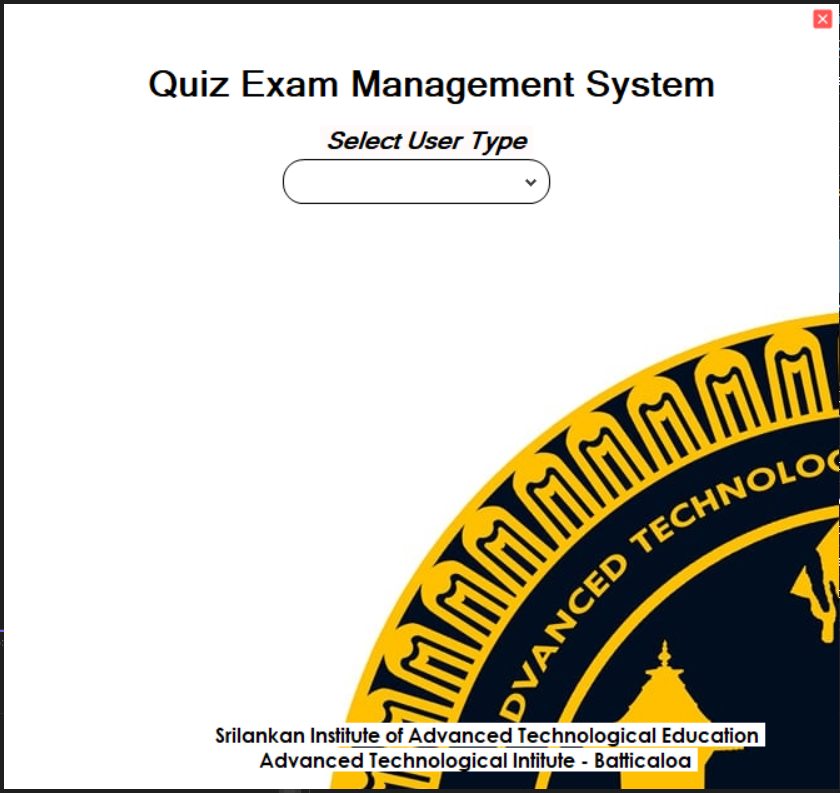 Quiz Exam Management System
Select User Type
DVANCED TECHNOLOG
Srilankan Institute of Advanced Technological Education
Advanced Technological Intitute - Batticaloa